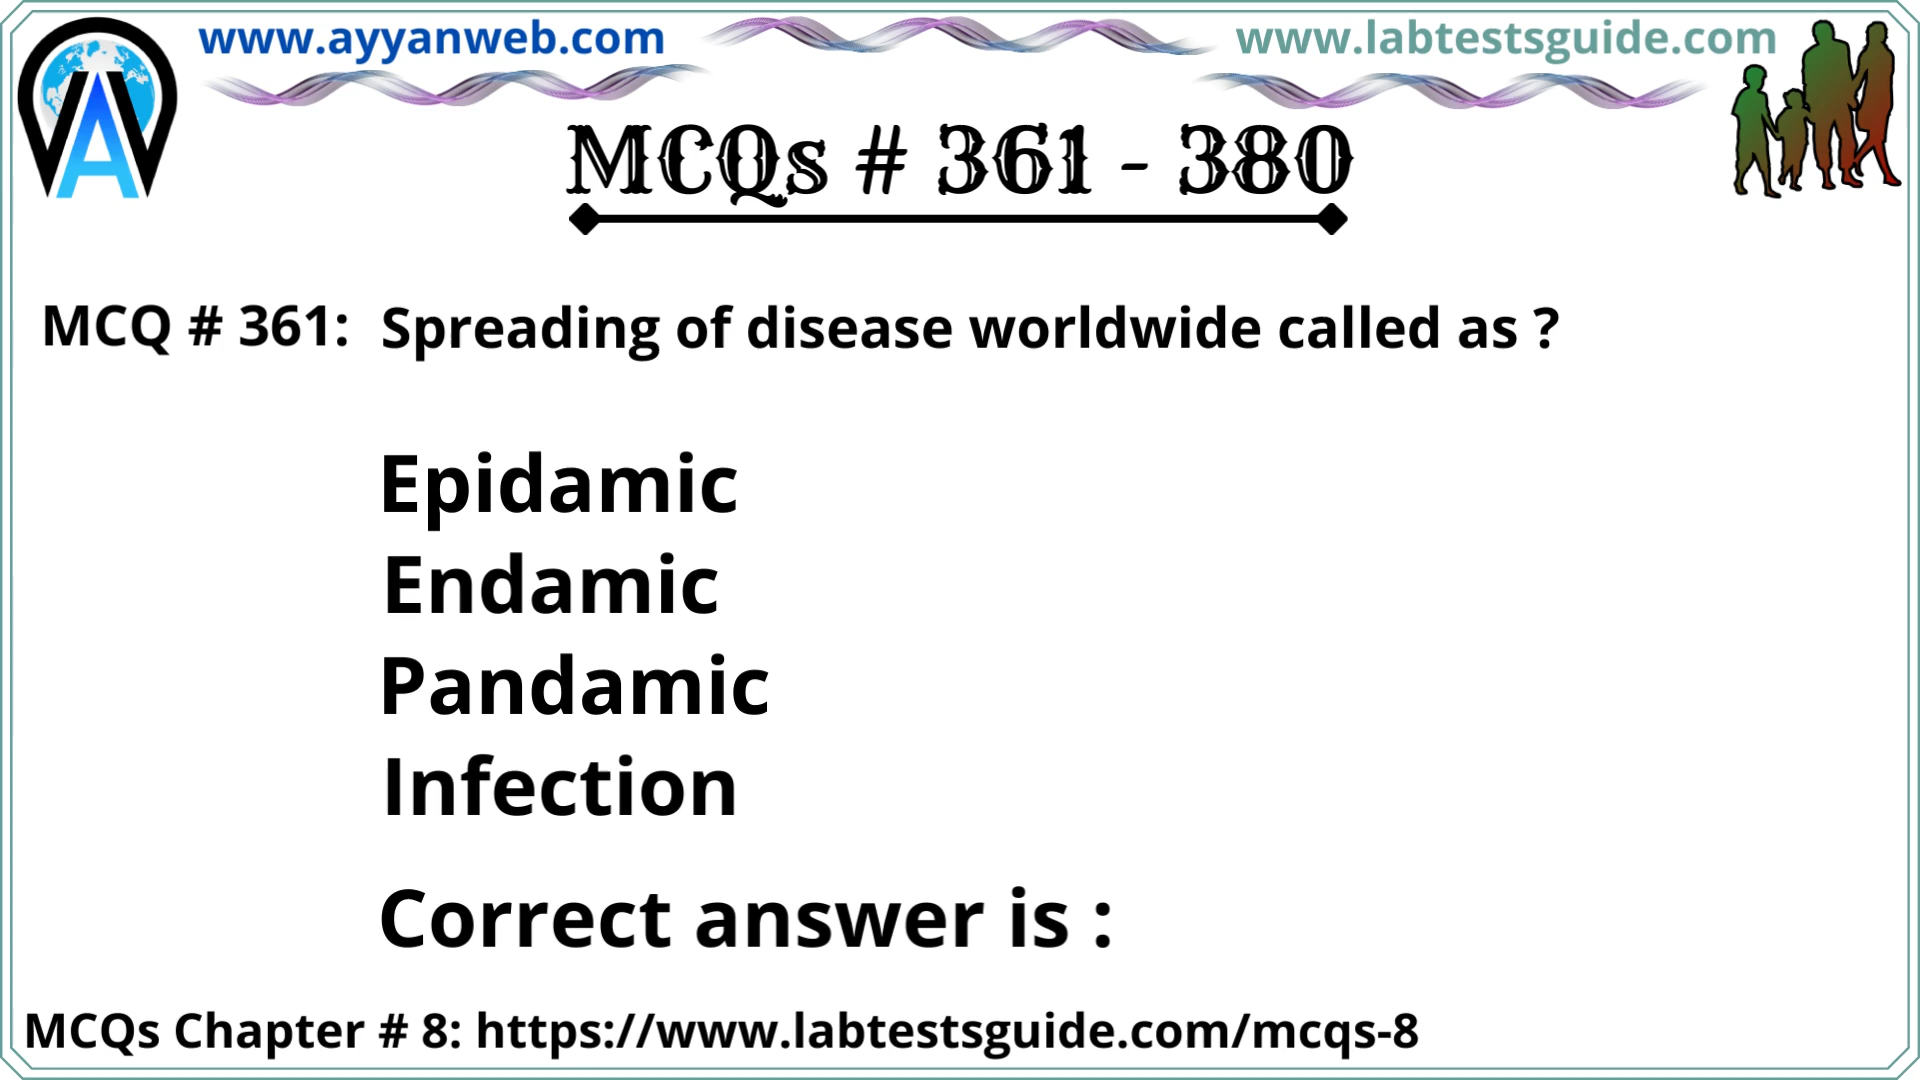 www.ayyanweb.com
www.labtestsguide.com
MCQs # 361 - 380
MCQ # 361: Spreading of disease worldwide called as ?
Epidamic
Endamic
Pandamic
Infection
Correct answer is :
MCQs Chapter # 8: https://www.labtestsguide.com/mcqs-8